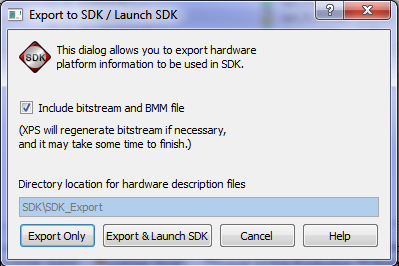 Export to SDK / Launch SDK
SDK
This dialog allows you to export hardware
platform information to be used in SDK.
Include bitstream and BMM file
(XPS will regenerate bitstream if necessary,
and it may take some time to finish.)
Directory location for hardware description files
SDK\SDK_Export
Export Only
Export & Launch SDK
Cancel
Help